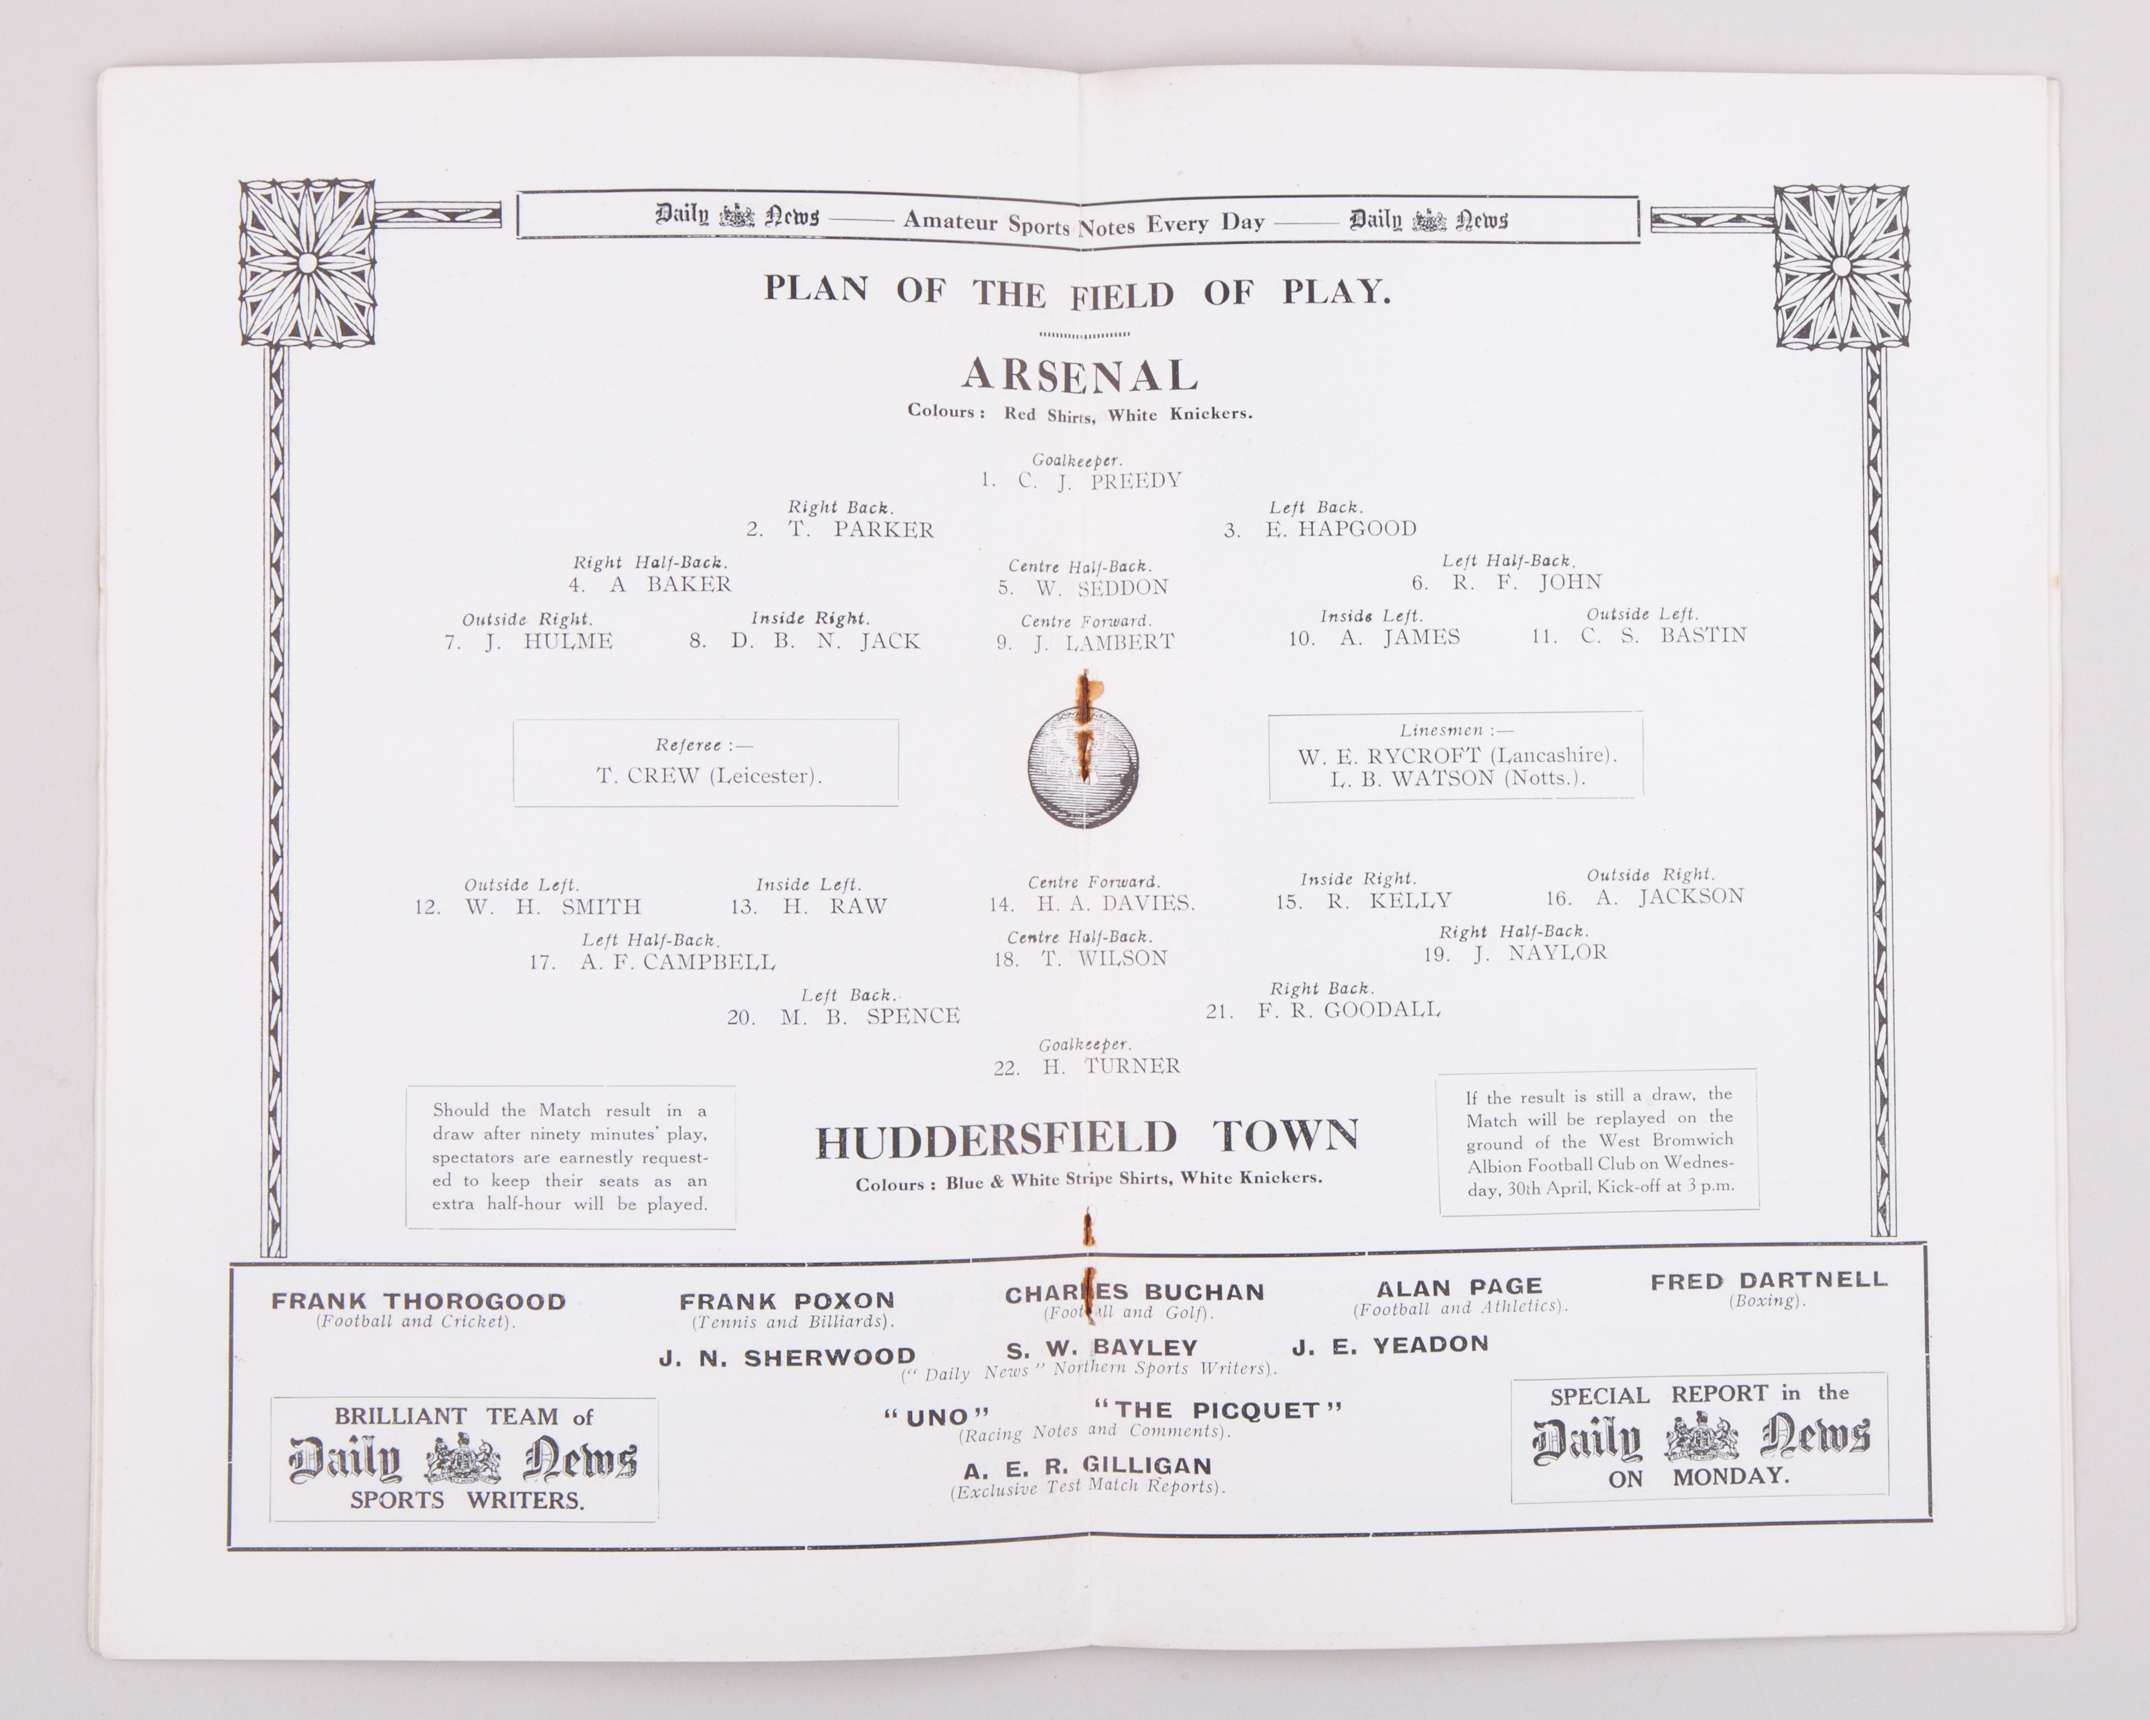 Daily News —— Amateur Sports Notes Every Day —— Daily News
PLAN OF THE FIELD OF PLAY.
ARSENAL
Colours : Red Shirts, White Knickers.
Goalkeeper.
1. C. J. PREEDY
Right Back. Left Back.
2. T. PARKER 3. E. HAPGOOD
Right Half-Back. Centre Half-Back. Left Half-Back.
4. A BAKER 5. W. SEDDON 6. R. F. JOHN
Outside Right. Inside Right. Centre Forward. Inside Left. Outside Left.
7. J. HULME 8. D. B. N. JACK 9. J. LAMBERT 10. A. JAMES 11. C. S. BASTIN
Referee :—
T. CREW (Leicester).
Linesmen :—
W. E. RYCROFT (Lancashire).
L. B. WATSON (Notts.).
Outside Left. Inside Left. Centre Forward. Inside Right. Outside Right.
12. W. H. SMITH 13. H. RAW 14. H. A. DAVIES. 15. R. KELLY 16. A. JACKSON
Left Half-Back. Centre Half-Back. Right Half-Back.
17. A. F. CAMPBELL 18. T. WILSON 19. J. NAYLOR
Left Back. Right Back.
20. M. B. SPENCE 21. F. R. GOODALL
Goalkeeper.
22. H. TURNER
Should the Match result in a
draw after ninety minutes' play,
spectators are earnestly request-
ed to keep their seats as an
extra half-hour will be played.
HUDDERSFIELD TOWN
Colours : Blue & White Stripe Shirts, White Knickers.
If the result is still a draw, the
Match will be replayed on the
ground of the West Bromwich
Albion Football Club on Wednes-
day, 30th April, Kick-off at 3 p.m.
FRANK THOROGOOD FRANK POXON CHARLES BUCHAN ALAN PAGE FRED DARTNELL
(Football and Cricket). (Tennis and Billiards). (Football and Golf). (Football and Athletics). (Boxing).
J. N. SHERWOOD S. W. BAYLEY J. E. YEADON
("Daily News" Northern Sports Writers).
"UNO" "THE PICQUET"
(Racing Notes and Comments).
A. E. R. GILLIGAN
(Exclusive Test Match Reports).
BRILLIANT TEAM of
Daily News
SPORTS WRITERS.
SPECIAL REPORT in the
Daily News
ON MONDAY.